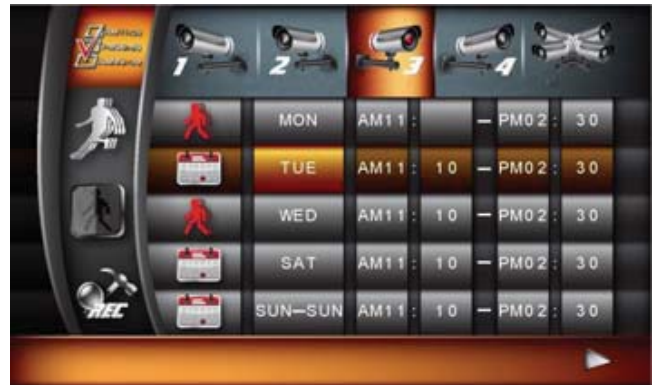 1 2 3 4
MON AM11: — PM02: 30
TUE AM11: 10 — PM02: 30
WED AM11: 10 — PM02: 30
SAT AM11: 10 — PM02: 30
SUN—SUN AM11: 10 — PM02: 30
REC